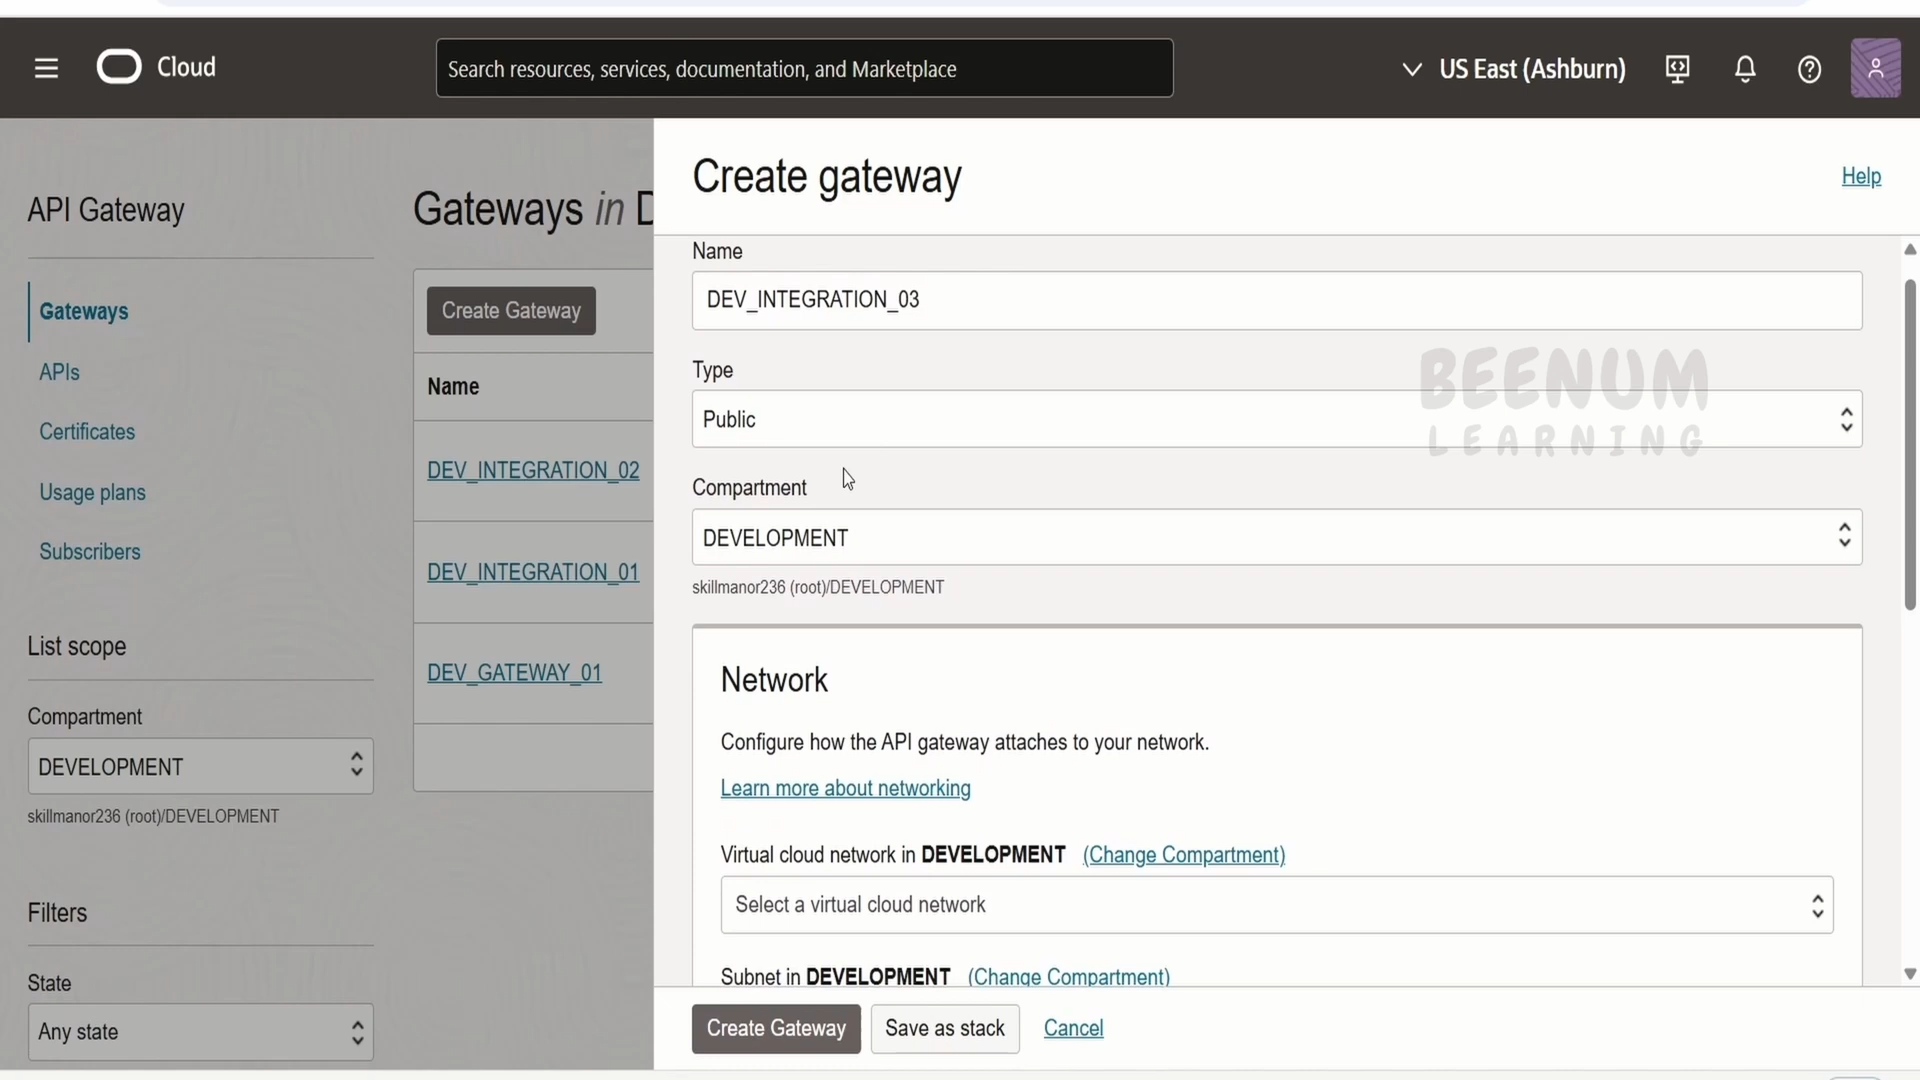 Cloud
Search resources, services, documentation, and Marketplace
US East (Ashburn)
API Gateway
Gateways
APIs
Certificates
Usage plans
Subscribers
List scope
Compartment
DEVELOPMENT
skillmanor236 (root)/DEVELOPMENT
Filters
State
Any state
Gateways in D
Create Gateway
Name
DEV_INTEGRATION_02
DEV_INTEGRATION_01
DEV_GATEWAY_01
Create gateway
Help
Name
DEV_INTEGRATION_03
Type
Public
BEENUM
LEARNING
Compartment
DEVELOPMENT
skillmanor236 (root)/DEVELOPMENT
Network
Configure how the API gateway attaches to your network.
Learn more about networking
Virtual cloud network in DEVELOPMENT (Change Compartment)
Select a virtual cloud network
Subnet in DEVELOPMENT (Change Compartment)
Create Gateway
Save as stack
Cancel